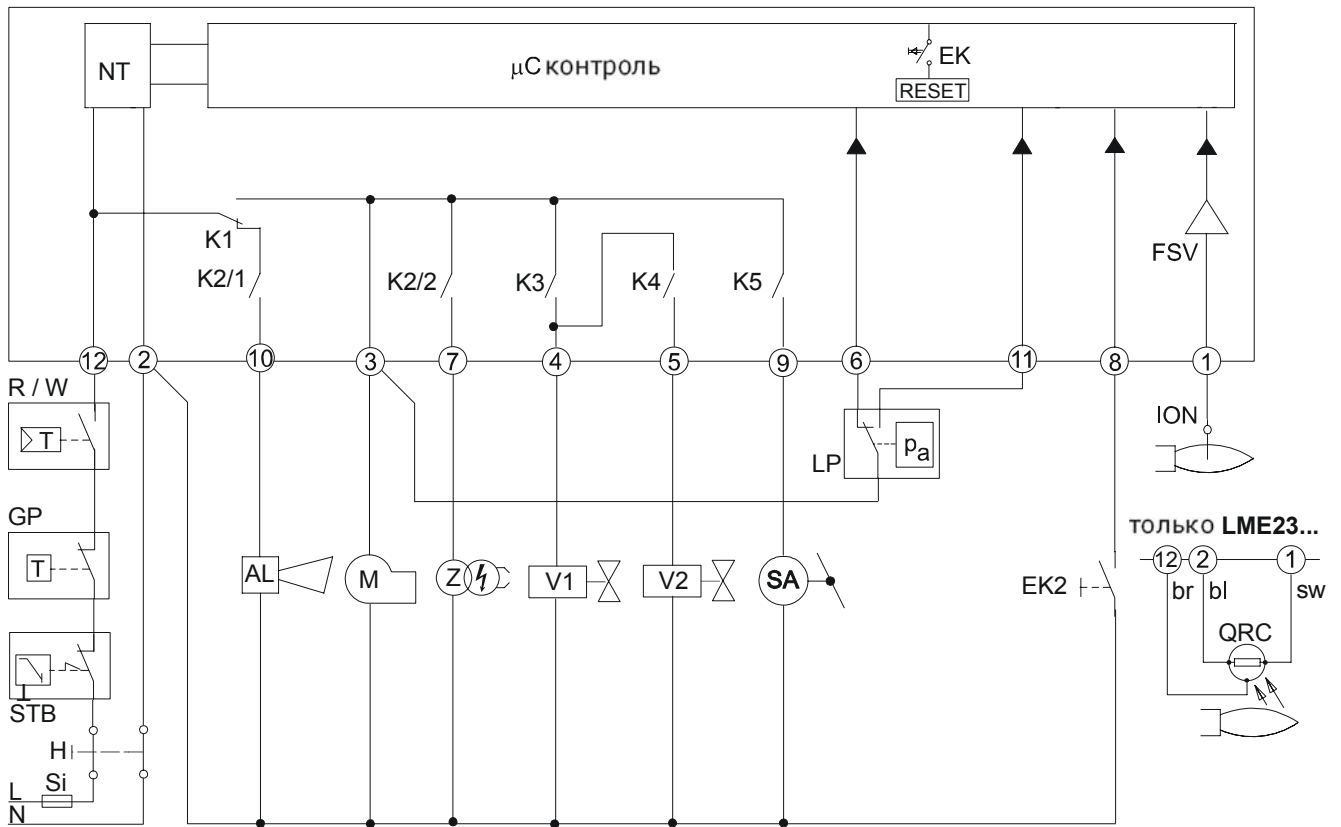 NT
μC контроль
EK
RESET
K1
K2/1
K2/2
K3
K4
K5
FSV
12
2
10
3
7
4
5
9
6
11
8
1
R / W
T
LP
pa
ION
GP
T
AL
M
Z
V1
V2
SA
EK2
только LME23...
12
2
1
br
bl
sw
QRC
STB
H
Si
L
N